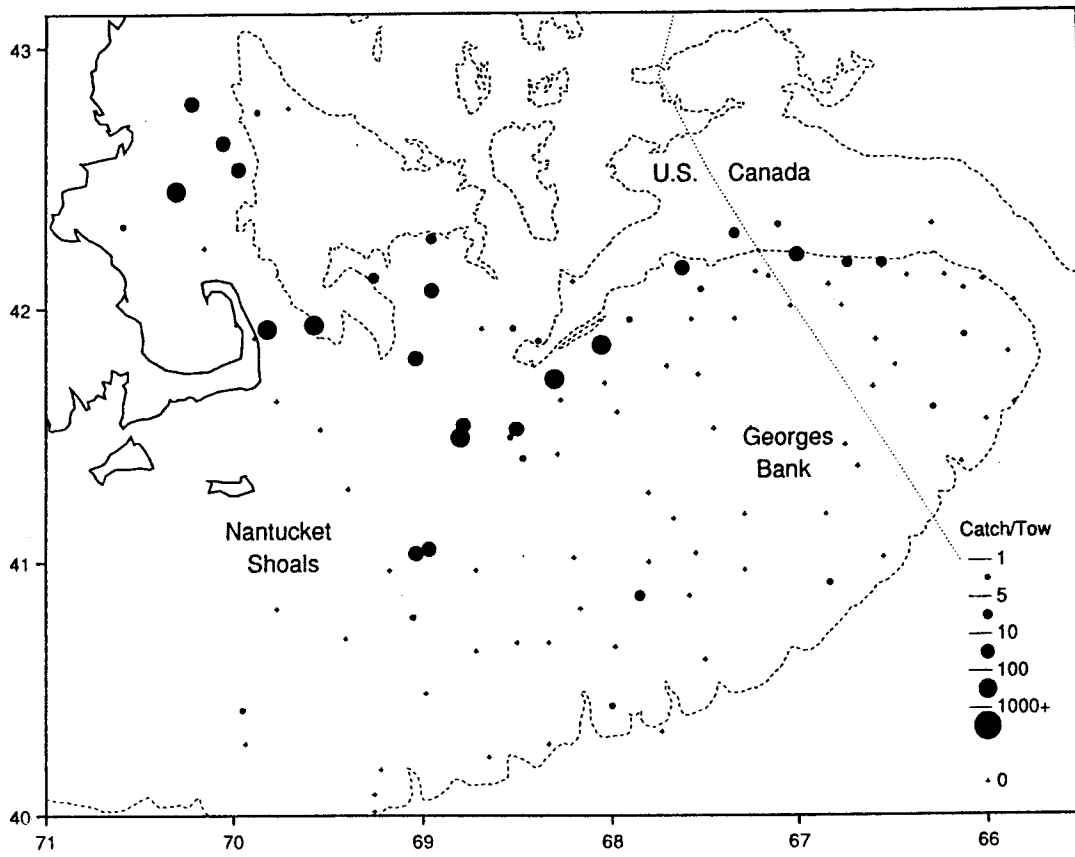 43
U.S. Canada
42
Georges
Bank
Nantucket
Shoals
Catch/Tow
41
1
5
10
100
1000+
0
40
71 70 69 68 67 66